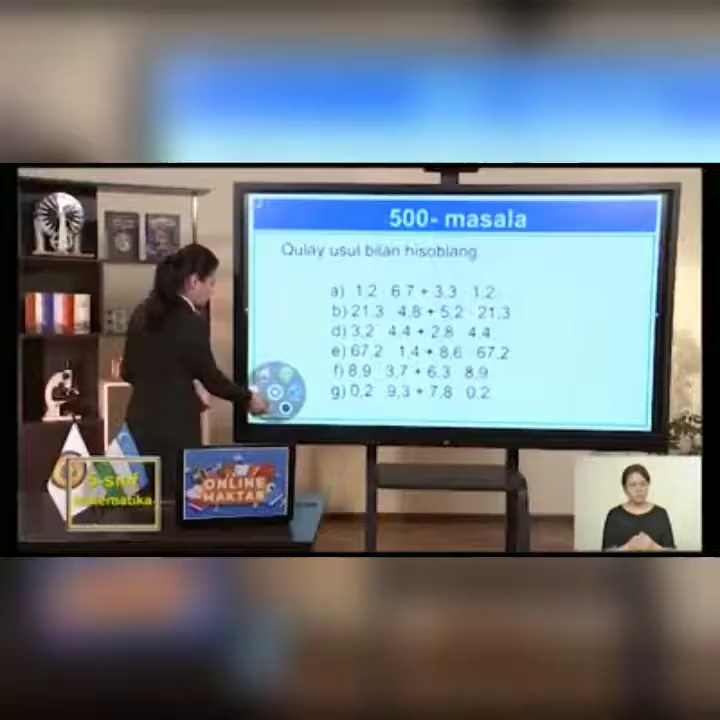 500- masala
Qulay usul bilan hisoblang
a) 1,2 · 6,7 + 3,3 · 1,2
b) 21,3 · 4,8 + 5,2 · 21,3
d) 3,2 · 4,4 + 2,8 · 4,4
e) 67,2 · 1,4 + 8,6 · 67,2
f) 8,9 · 3,7 + 6,3 · 8,9
g) 0,2 · 9,3 + 7,8 · 0,2
5-sinf
matematika
ONLINE
MAKTAB